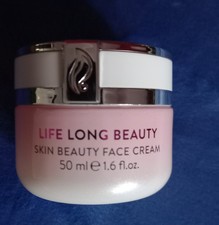 LIFE LONG BEAUTY
SKIN BEAUTY FACE CREAM
50 ml ℮ 1.6 fl.oz.